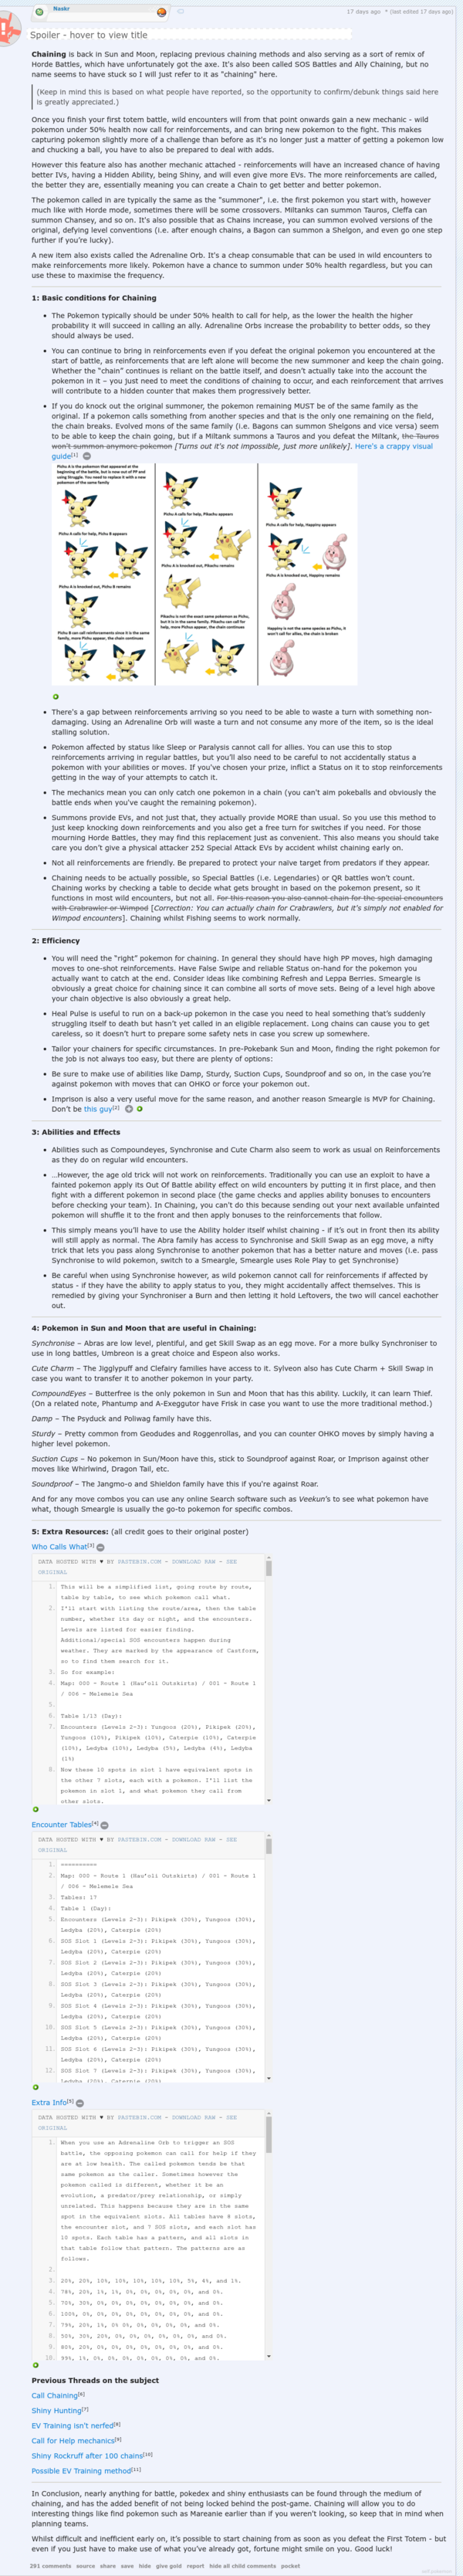 Naskr
17 days ago * (last edited 17 days ago)
Spoiler - hover to view title
Chaining is back in Sun and Moon, replacing previous chaining methods and also serving as a sort of remix of
Horde Battles, which have unfortunately got the axe. It's also been called SOS Battles and Ally Chaining, but no
name seems to have stuck so I will just refer to it as "chaining" here.
(Keep in mind this is based on what people have reported, so the opportunity to confirm/debunk things said here
is greatly appreciated.)
Once you finish your first totem battle, wild encounters will from that point onwards gain a new mechanic - wild
pokemon under 50% health now call for reinforcements, and can bring new pokemon to the fight. This makes
capturing pokemon slightly more of a challenge than before as it's no longer just a matter of getting a pokemon low
and chucking a ball, you have to also be prepared to deal with adds.
However this feature also has another mechanic attached - reinforcements will have an increased chance of having
better IVs, having a Hidden Ability, being Shiny, and will even give more EVs. The more reinforcements are called,
the better they are, essentially meaning you can create a Chain to get better and better pokemon.
The pokemon called in are typically the same as the "summoner", i.e. the first pokemon you start with, however
much like with Horde mode, sometimes there will be some crossovers. Miltanks can summon Tauros, Cleffa can
summon Chansey, and so on. It's also possible that as Chains increase, you can summon evolved versions of the
original, defying level conventions (i.e. after enough chains, a Bagon can summon a Shelgon, and even go one step
further if you're lucky).
A new item also exists called the Adrenaline Orb. It's a cheap consumable that can be used in wild encounters to
make reinforcements more likely. Pokemon have a chance to summon under 50% health regardless, but you can
use these to maximise the frequency.
1: Basic conditions for Chaining
• The Pokemon typically should be under 50% health to call for help, as the lower the health the higher
probability it will succeed in calling an ally. Adrenaline Orbs increase the probability to better odds, so they
should always be used.
• You can continue to bring in reinforcements even if you defeat the original pokemon you encountered at the
start, as reinforcements that are left alone will become the new summoner and keep the chain going.
Whether the "chain" continues is reliant on the battle itself, and doesn't actually take into the account the
pokemon in it – you just need to meet the conditions of chaining to occur, and each reinforcement that arrives
will contribute to a hidden counter that makes them progressively better.
• If you do knock out the original summoner, the pokemon remaining MUST be of the same family as the
original. If a pokemon calls something from another species and that is the only one remaining on the field,
the chain breaks. Evolved mons of the same family (i.e. Bagons can summon Shelgons and vice versa) seem
to be able to keep the chain going, but if a Miltank summons a Tauros and you defeat the Miltank, the Tauros
won't summon anymore pokemon [Turns out it's not impossible, just more unlikely]. Here's a crappy visual
guide[1]
Pichu A is the pokemon that appeared at the
beginning of the battle, but is now out of PP and
using Struggle. You need to replace it with a new
pokemon of the same family
Pichu A calls for help, Pichu B appears
Pichu A is knocked out, Pichu B remains
Pichu B can call reinforcements since it is the same
family, more Pichus appear, the chain continues
Pichu A calls for help, Pikachu appears
Pichu A is knocked out, Pikachu remains
Pikachu is not the exact same pokemon as Pichu,
but it is in the same family. Pikachu can call for
help, more Pichus appear, the chain continues
Pichu A calls for help, Happiny appears
Pichu A is knocked out, Happiny remains
Happiny is not the same species as Pichu, it
won't call for allies, the chain is broken
• There's a gap between reinforcements arriving so you need to be able to waste a turn with something non-
damaging. Using an Adrenaline Orb will waste a turn and not consume any more of the item, so is the ideal
stalling solution.
• Pokemon affected by status like Sleep or Paralysis cannot call for allies. You can use this to stop
reinforcements arriving in regular battles, but you'll also need to be careful to not accidentally status a
pokemon with your abilities or moves. If you've chosen your prize, inflict a Status on it to stop reinforcements
getting in the way of your attempts to catch it.
• The mechanics mean you can only catch one pokemon in a chain (you can't aim pokeballs and obviously the
battle ends when you've caught the remaining pokemon).
• Summons provide EVs, and not just that, they actually provide MORE than usual. So you use this method to
just keep knocking down reinforcements and you also get a free turn for switches if you need. For those
mourning Horde Battles, they may find this replacement just as convenient. This also means you should take
care you don't give a physical attacker 252 Special Attack EVs by accident whilst chaining early on.
• Not all reinforcements are friendly. Be prepared to protect your naive target from predators if they appear.
• Chaining needs to be actually possible, so Special Battles (i.e. Legendaries) or QR battles won't count.
Chaining works by checking a table to decide what gets brought in based on the pokemon present, so it
functions in most wild encounters, but not all. For this reason you also cannot chain for the special encounters
with Crabrawler or Wimpod [Correction: You can actually chain for Crabrawlers, but it's simply not enabled for
Wimpod encounters]. Chaining whilst Fishing seems to work normally.
2: Efficiency
• You will need the "right" pokemon for chaining. In general they should have high PP moves, high damaging
moves to one-shot reinforcements. Have False Swipe and reliable Status on-hand for the pokemon you
actually want to catch at the end. Consider ideas like combining Refresh and Leppa Berries. Smeargle is
obviously a great choice for chaining since it can combine all sorts of move sets. Being of a level high above
your chain objective is also obviously a great help.
• Heal Pulse is useful to run on a backup pokemon in the case you need to heal something that's suddenly
struggling itself to death but hasn't yet called in an eligible replacement. Long chains can cause you to get
careless, so it doesn't hurt to prepare some safety nets in case you screw up somewhere.
• Tailor your chainers for specific circumstances. In pre-Pokebank Sun and Moon, finding the right pokemon for
the job is not always too easy, but there are plenty of options:
• Be sure to make use of abilities like Damp, Sturdy, Suction Cups, Soundproof and so on, in the case you're
against pokemon with moves that can OHKO or force your pokemon out.
• Imprison is also a very useful move for the same reason, and another reason Smeargle is MVP for Chaining.
Don't be this guy[2]
3: Abilities and Effects
• Abilities such as Compoundeyes, Synchronise and Cute Charm also seem to work as usual on Reinforcements
as they do on regular wild encounters.
• ...However, the age old trick will not work on reinforcements. Traditionally you can use an exploit to have a
fainted pokemon apply its Out Of Battle ability effect on wild encounters by putting it in first place, and then
fight with a different pokemon in second place (the game checks and applies ability bonuses to encounters
before checking your team). In Chaining, you can't do this because sending out your next available unfainted
pokemon will shuffle it to the front and then apply bonuses to the reinforcements that follow.
• This simply means you'll have to use the Ability holder itself whilst chaining - if it's out in front then its ability
will still apply as normal. The Abra family has access to Synchronise and Skill Swap as an egg move, a nifty
trick that lets you pass along Synchronise to another pokemon that has a better nature and moves (i.e. pass
Synchronise to wild pokemon, switch to a Smeargle, Smeargle uses Role Play to get Synchronise)
• Be careful when using Synchronise however, as wild pokemon cannot call for reinforcements if affected by
status - if they have the ability to apply status to you, they might accidentally affect themselves. This is
remedied by giving your Synchroniser a Burn and then letting it hold Leftovers, the two will cancel eachother
out.
4: Pokemon in Sun and Moon that are useful in Chaining:
Synchronise – Abras are low level, plentiful, and get Skill Swap as an egg move. For a more bulky Synchroniser to
use in long battles, Umbreon is a great choice and Espeon also works.
Cute Charm – The Jigglypuff and Clefairy families have access to it. Sylveon also has Cute Charm + Skill Swap in
case you want to transfer it to another pokemon in your party.
CompoundEyes – Butterfree is the only pokemon in Sun and Moon that has this ability. Luckily, it can learn Thief.
(On a related note, Phantump and A-Exeggutor have Frisk in case you want to use the more traditional method.)
Damp – The Psyduck and Poliwag family have this.
Sturdy – Pretty common from Geodudes and Roggenrollas, and you can counter OHKO moves by simply having a
higher level pokemon.
Suction Cups – No pokemon in Sun/Moon have this, stick to Soundproof against Roar, or Imprison against other
moves like Whirlwind, Dragon Tail, etc.
Soundproof – The Jangmo-o and Shieldon family have this if you're against Roar.
And for any move combos you can use any online Search software such as Veekun's to see what pokemon have
what, though Smeargle is usually the go-to pokemon for specific combos.
5: Extra Resources: (all credit goes to their original poster)
Who Calls What[3]
DATA HOSTED WITH ♥ BY PASTEBIN.COM - DOWNLOAD RAW - SEE
ORIGINAL
1. This will be a simplified list, going route by route,
table by table, to see which pokemon call what.
2. I'll start with listing the route/area, then the table
number, whether its day or night, and the encounters.
Levels are listed for easier finding.
Additional/special SOS encounters happen during
weather. They are marked by the appearance of Castform,
so to find them search for it.
3. So for example:
4. Map: 000 - Route 1 (Hau'oli Outskirts) / 001 - Route 1
/ 006 - Melemele Sea
5.
6. Table 1/13 (Day):
7. Encounters (Levels 2-3): Yungoos (20%), Pikipek (20%),
Yungoos (10%), Pikipek (10%), Caterpie (10%), Caterpie
(10%), Ledyba (10%), Ledyba (5%), Ledyba (4%), Ledyba
(1%)
8. Now these 10 spots in slot 1 have equivalent spots in
the other 7 slots, each with a pokemon. I'll list the
pokemon in slot 1, and what pokemon they call from
other slots.
Encounter Tables[4]
DATA HOSTED WITH ♥ BY PASTEBIN.COM - DOWNLOAD RAW - SEE
ORIGINAL
1. ==========
2. Map: 000 - Route 1 (Hau'oli Outskirts) / 001 - Route 1
/ 006 - Melemele Sea
3. Tables: 17
4. Table 1 (Day):
5. Encounters (Levels 2-3): Pikipek (30%), Yungoos (30%),
Ledyba (20%), Caterpie (20%)
6. SOS Slot 1 (Levels 2-3): Pikipek (30%), Yungoos (30%),
Ledyba (20%), Caterpie (20%)
7. SOS Slot 2 (Levels 2-3): Pikipek (30%), Yungoos (30%),
Ledyba (20%), Caterpie (20%)
8. SOS Slot 3 (Levels 2-3): Pikipek (30%), Yungoos (30%),
Ledyba (20%), Caterpie (20%)
9. SOS Slot 4 (Levels 2-3): Pikipek (30%), Yungoos (30%),
Ledyba (20%), Caterpie (20%)
10. SOS Slot 5 (Levels 2-3): Pikipek (30%), Yungoos (30%),
Ledyba (20%), Caterpie (20%)
11. SOS Slot 6 (Levels 2-3): Pikipek (30%), Yungoos (30%),
Ledyba (20%), Caterpie (20%)
12. SOS Slot 7 (Levels 2-3): Pikipek (30%), Yungoos (30%),
Ledyba (20%), Caterpie (20%)
Extra Info[5]
DATA HOSTED WITH ♥ BY PASTEBIN.COM - DOWNLOAD RAW - SEE
ORIGINAL
1. When you use an Adrenaline Orb to trigger an SOS
battle, the opposing pokemon can call for help if they
are at low health. The called pokemon tends be that
same pokemon as the caller. Sometimes however the
pokemon called is different, whether it be an
evolution, a predator/prey relationship, or simply
unrelated. This happens because they are in the same
spot in the equivalent slots. All tables have 8 slots,
the encounter slot, and 7 SOS slots, and each slot has
10 spots. Each table has a pattern, and all slots in
that table follow that pattern. The patterns are as
follows.
2.
3. 20%, 20%, 10%, 10%, 10%, 10%, 10%, 5%, 4%, and 1%.
4. 78%, 20%, 1%, 1%, 0%, 0%, 0%, 0%, 0%, and 0%.
5. 70%, 30%, 0%, 0%, 0%, 0%, 0%, 0%, 0%, and 0%.
6. 100%, 0%, 0%, 0%, 0%, 0%, 0%, 0%, 0%, and 0%.
7. 79%, 20%, 1%, 0% 0%, 0%, 0%, 0%, 0%, and 0%.
8. 50%, 30%, 20%, 0%, 0%, 0%, 0%, 0%, 0%, and 0%.
9. 80%, 20%, 0%, 0%, 0%, 0%, 0%, 0%, 0%, and 0%.
10. 99%, 1%, 0%, 0%, 0%, 0%, 0%, 0%, 0%, and 0%.
Previous Threads on the subject
Call Chaining[6]
Shiny Hunting[7]
EV Training isn't nerfed[8]
Call for Help mechanics[9]
Shiny Rockruff after 100 chains[10]
Possible EV Training method[11]
In Conclusion, nearly anything for battle, pokedex and shiny enthusiasts can be found through the medium of
chaining, and has the added benefit of not being locked behind the post-game. Chaining will allow you to do
interesting things like find pokemon such as Mareanie earlier than if you weren't looking, so keep that in mind when
planning teams.
Whilst difficult and inefficient early on, it's possible to start chaining from as soon as you defeat the First Totem - but
even if you just have to make use of what you've already got, fortune might smile on you. Good luck!
291 comments source share save hide give gold report hide all child comments pocket